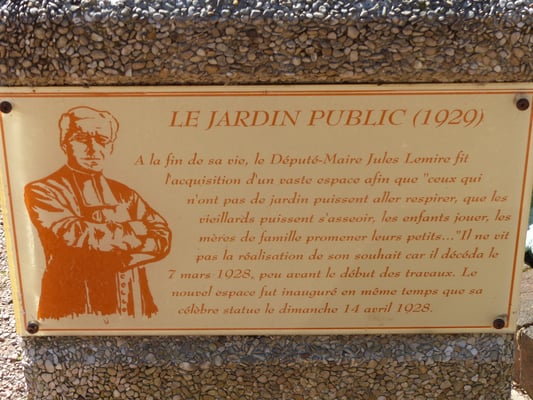 LE JARDIN PUBLIC (1929)
A la fin de sa vie, le Député-Maire Jules Lemire fit
l'acquisition d'un vaste espace afin que "ceux qui
n'ont pas de jardin puissent aller respirer, que les
vieillards puissent s'asseoir, les enfants jouer, les
mères de famille promener leurs petits..."Il ne vit
pas la réalisation de son souhait car il décéda le
7 mars 1928, peu avant le début des travaux. Le
nouvel espace fut inauguré en même temps que sa
célèbre statue le dimanche 14 avril 1928.